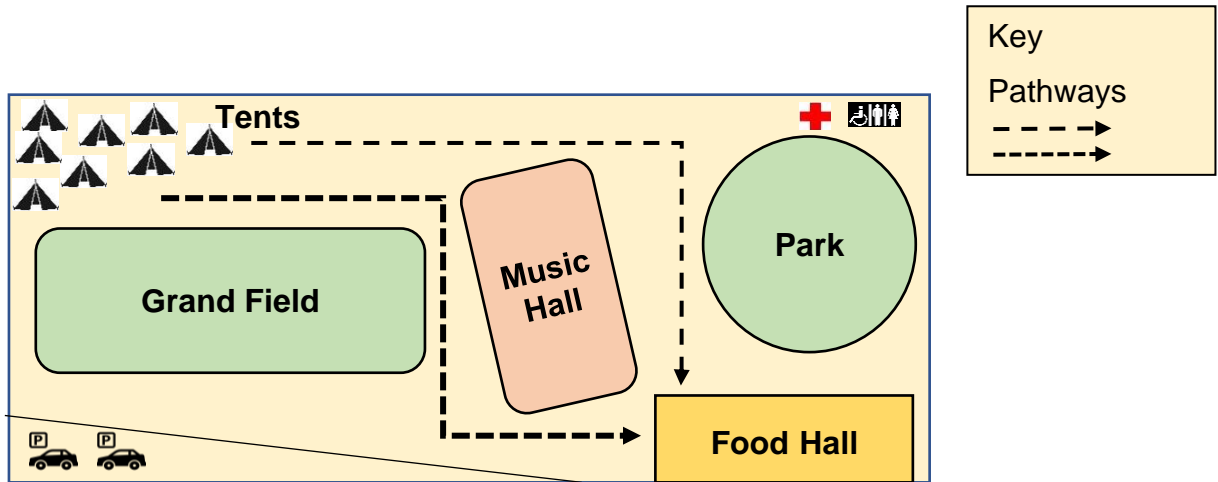 Key
Pathways
Tents
P
P
Grand Field
Music
Hall
Park
Food Hall